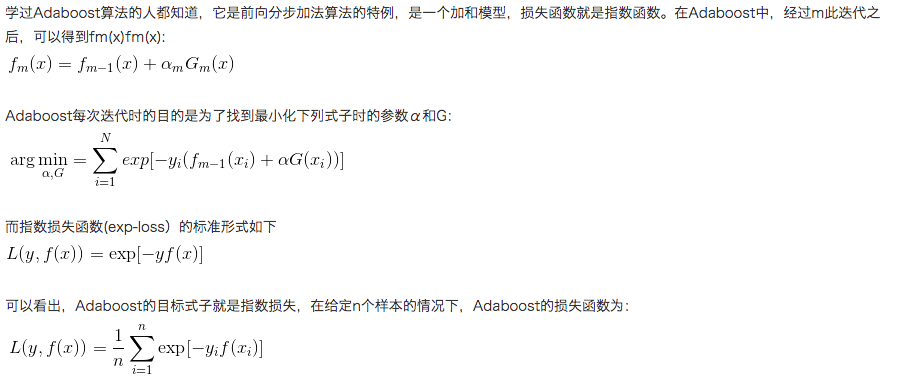 学过Adaboost算法的人都知道，它是前向分步加法算法的特例，是一个加和模型，损失函数就是指数函数。在Adaboost中，经过m此迭代之
后，可以得到fm(x)fm(x):
f_m(x) = f_{m-1}(x) + α_m G_m(x)
Adaboost每次迭代时的目的是为了找到最小化下列式子时的参数α和G：
arg min_{α,G} = \sum_{i=1}^{N} exp[-y_i(f_{m-1}(x_i) + αG(x_i))]
而指数损失函数(exp-loss）的标准形式如下
L(y, f(x)) = exp[-yf(x)]
可以看出，Adaboost的目标式子就是指数损失，在给定n个样本的情况下，Adaboost的损失函数为：
L(y, f(x)) = \frac{1}{n} \sum_{i=1}^{n} exp[-y_i f(x_i)]